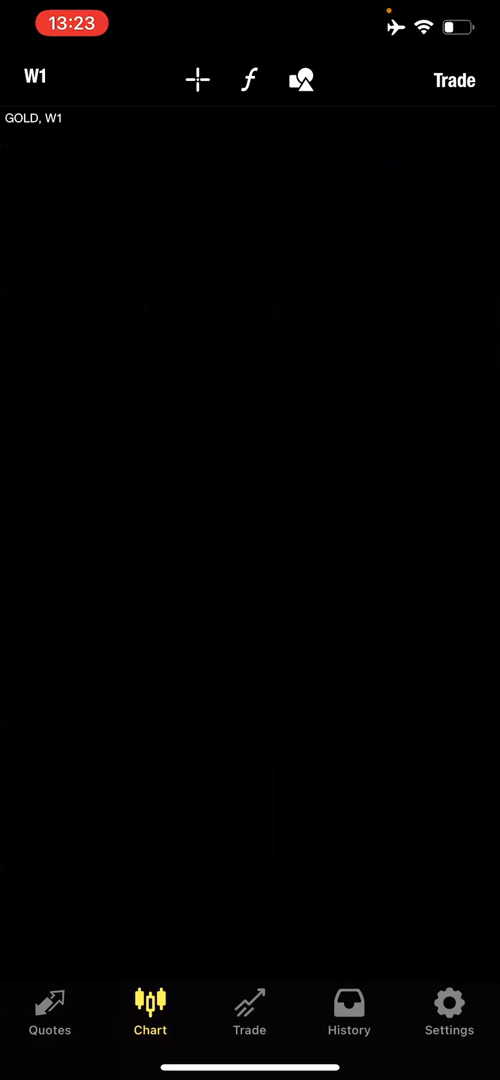 13:23
W1
f
Trade
GOLD, W1
Quotes
Chart
Trade
History
Settings